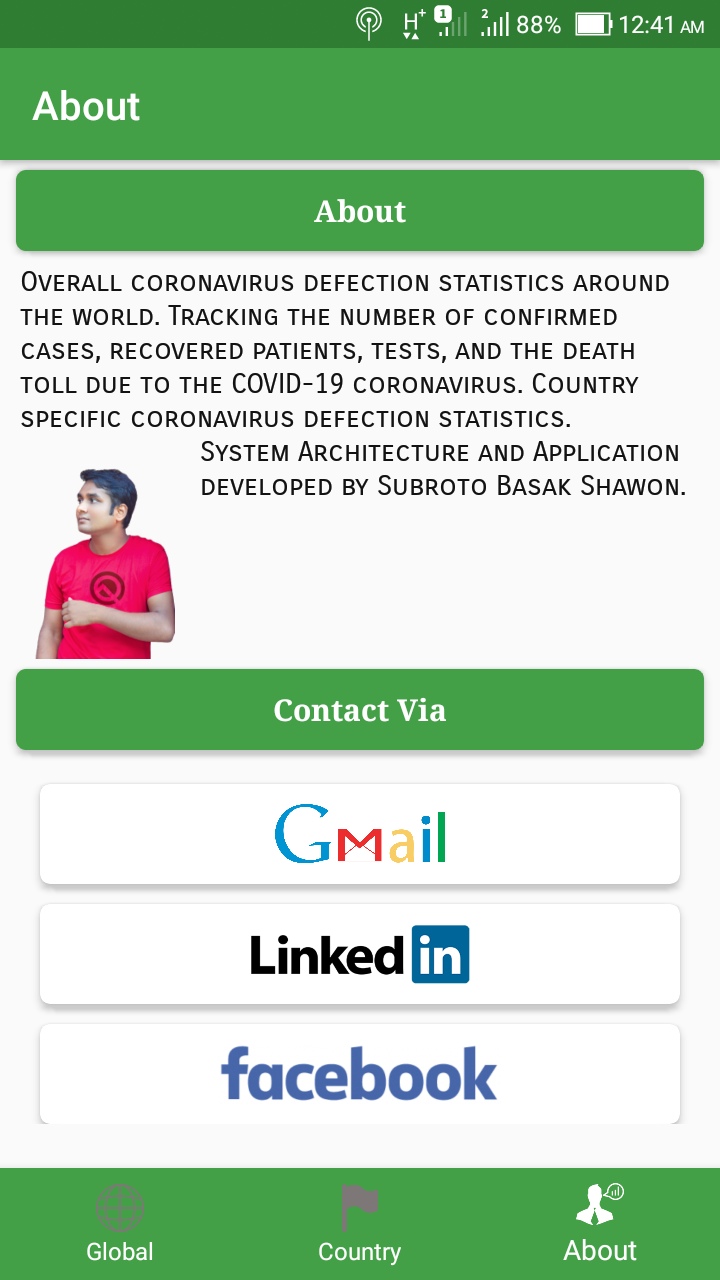 H+ 1 2 88% 12:41 AM
About
About
Overall coronavirus defection statistics around
the world. Tracking the number of confirmed
cases, recovered patients, tests, and the death
toll due to the COVID-19 coronavirus. Country
specific coronavirus defection statistics.
System Architecture and Application
developed by Subroto Basak Shawon.
Contact Via
Gmail
Linked in
facebook
Global Country About